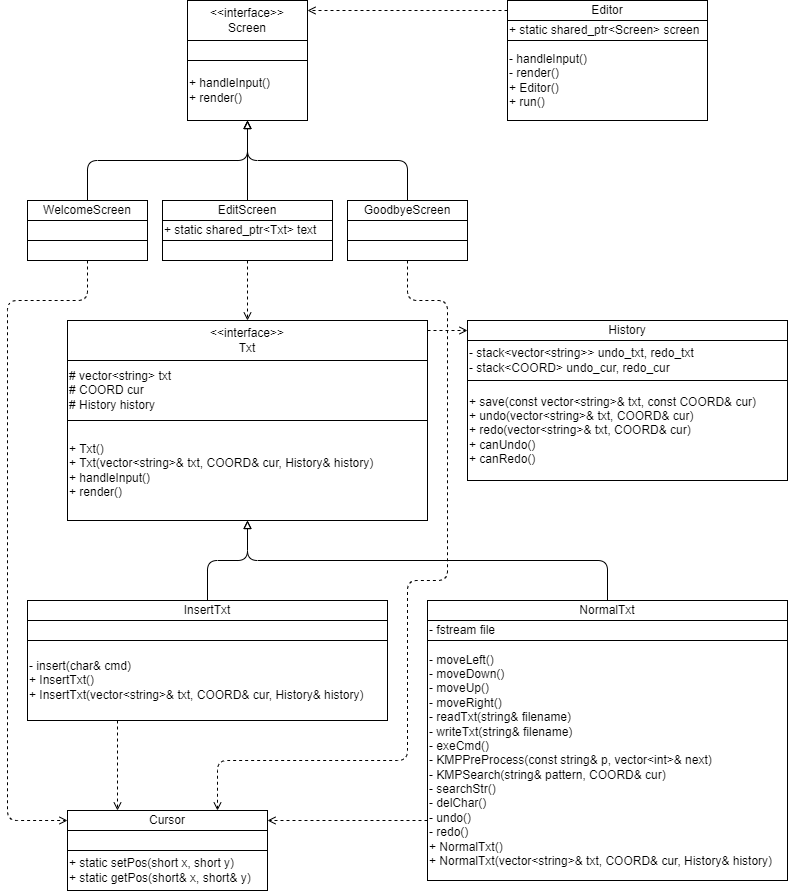 <<interface>>
Screen
+ handleInput()
+ render()
Editor
+ static shared_ptr<Screen> screen
- handleInput()
- render()
+ Editor()
+ run()
WelcomeScreen
EditScreen
+ static shared_ptr<Txt> text
GoodbyeScreen
<<interface>>
Txt
# vector<string> txt
# COORD cur
# History history
+ Txt()
+ Txt(vector<string>& txt, COORD& cur, History& history)
+ handleInput()
+ render()
History
- stack<vector<string>> undo_txt, redo_txt
- stack<COORD> undo_cur, redo_cur
+ save(const vector<string>& txt, const COORD& cur)
+ undo(vector<string>& txt, COORD& cur)
+ redo(vector<string>& txt, COORD& cur)
+ canUndo()
+ canRedo()
InsertTxt
- insert(char& cmd)
+ InsertTxt()
+ InsertTxt(vector<string>& txt, COORD& cur, History& history)
NormalTxt
- fstream file
- moveLeft()
- moveDown()
- moveUp()
- moveRight()
- readTxt(string& filename)
- writeTxt(string& filename)
- exeCmd()
- KMPPreProcess(const string& p, vector<int>& next)
- KMPSearch(string& pattern, COORD& cur)
- searchStr()
- delChar()
- undo()
- redo()
+ NormalTxt()
+ NormalTxt(vector<string>& txt, COORD& cur, History& history)
Cursor
+ static setPos(short x, short y)
+ static getPos(short& x, short& y)